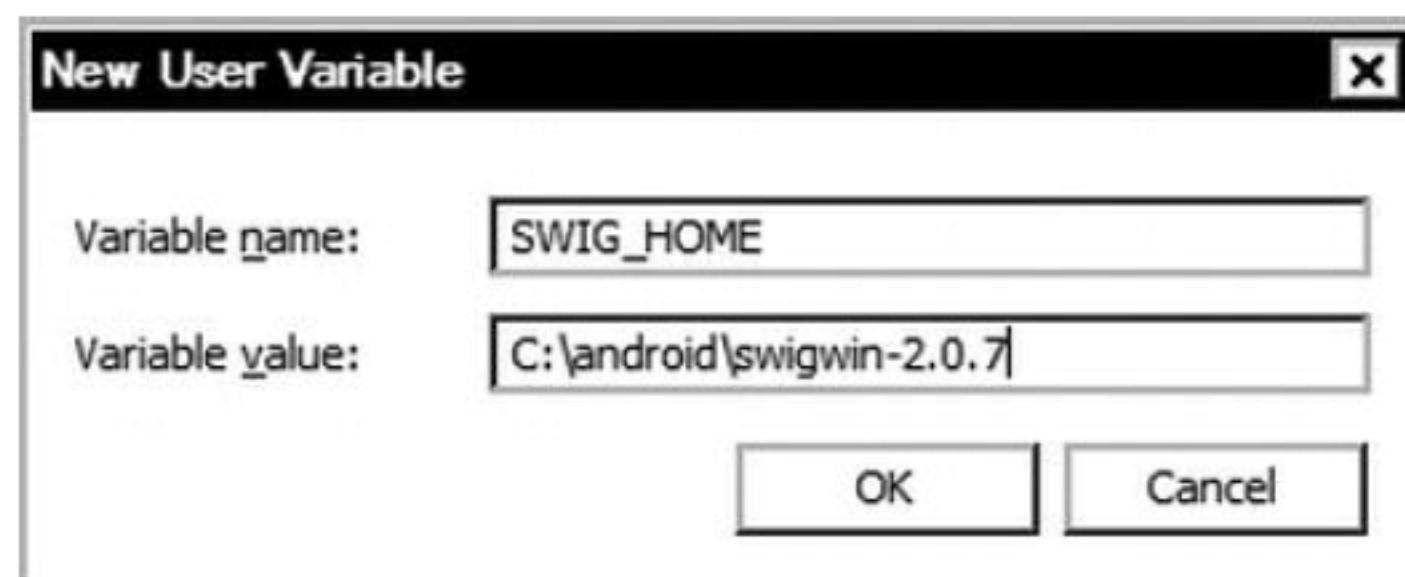 New User Variable
Variable name: SWIG_HOME
Variable value: C:\android\swigwin-2.0.7
OK Cancel